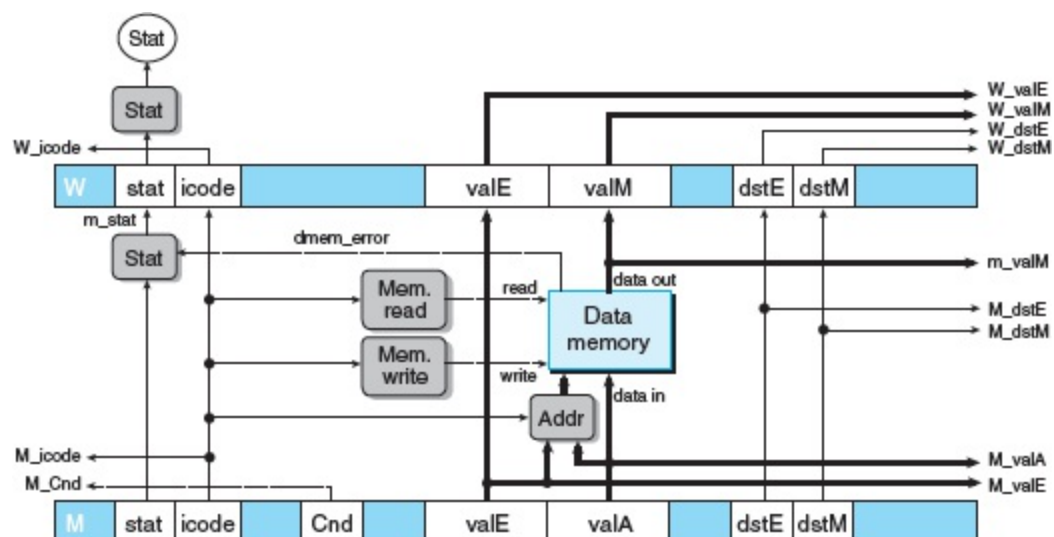 Stat
Stat
W_valE
W_valM
W_dstE
W_dstM
W_icode
W stat icode valE valM dstE dstM
m_stat
Stat
dmem_error
m_valM
data out
Mem.
read
read
Data
memory
M_dstE
M_dstM
Mem.
write
write
data in
Addr
M_icode
M_valA
M_Cnd
M_valE
M stat icode Cnd valE valA dstE dstM